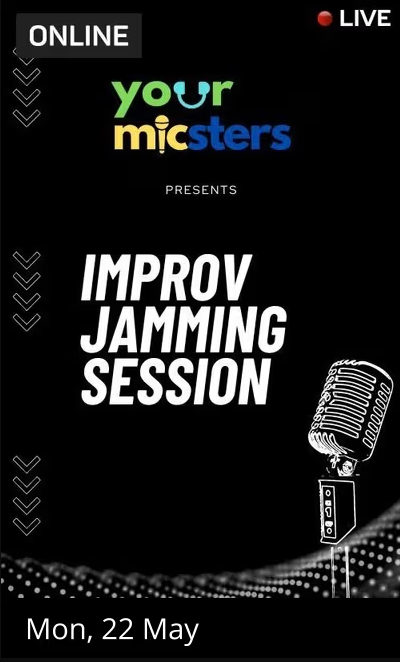 ONLINE
LIVE
your
micsters
PRESENTS
IMPROV
JAMMING
SESSION
Mon, 22 May